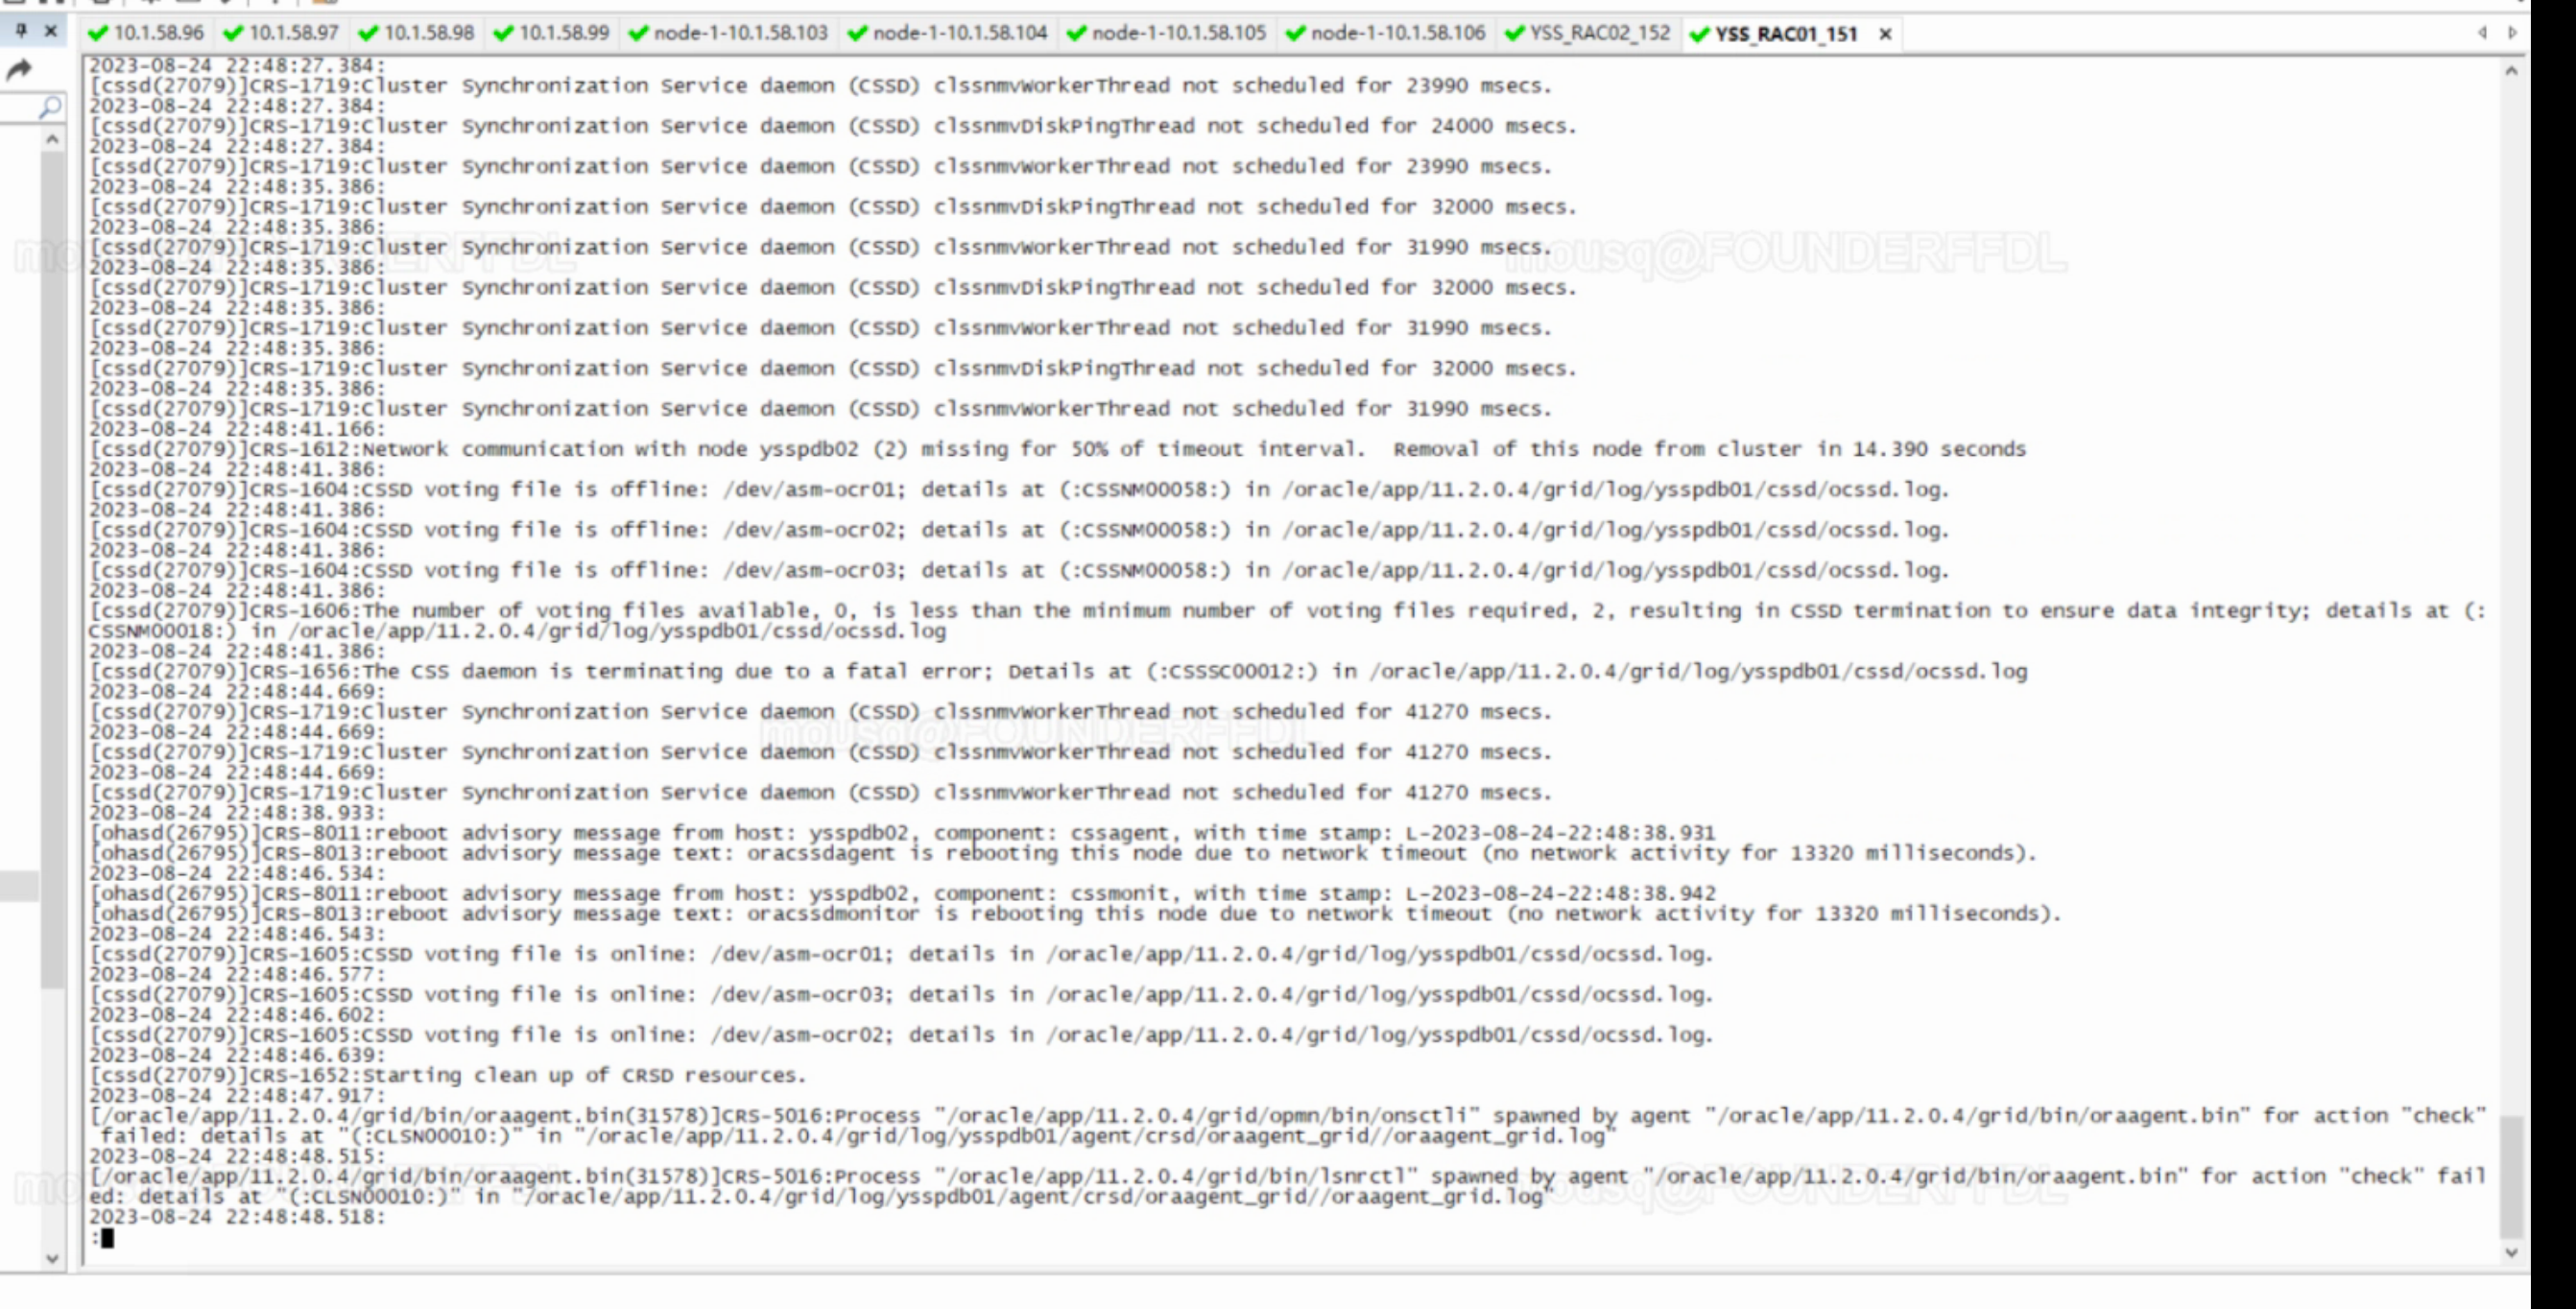 10.1.58.96 10.1.58.97 10.1.58.98 10.1.58.99 node-1-10.1.58.103 node-1-10.1.58.104 node-1-10.1.58.105 node-1-10.1.58.106 YSS_RAC02_152 YSS_RAC01_151
2023-08-24 22:48:27.384:
[cssd(27079)]CRS-1719:Cluster Synchronization Service daemon (CSSD) clssnmvWorkerThread not scheduled for 23990 msecs.
2023-08-24 22:48:27.384:
[cssd(27079)]CRS-1719:Cluster Synchronization Service daemon (CSSD) clssnmvDiskPingThread not scheduled for 24000 msecs.
2023-08-24 22:48:27.384:
[cssd(27079)]CRS-1719:Cluster Synchronization Service daemon (CSSD) clssnmvWorkerThread not scheduled for 23990 msecs.
2023-08-24 22:48:35.386:
[cssd(27079)]CRS-1719:Cluster Synchronization Service daemon (CSSD) clssnmvDiskPingThread not scheduled for 32000 msecs.
2023-08-24 22:48:35.386:
[cssd(27079)]CRS-1719:Cluster Synchronization Service daemon (CSSD) clssnmvWorkerThread not scheduled for 31990 msecs.
mousq@FOUNDERFFDL
2023-08-24 22:48:35.386:
[cssd(27079)]CRS-1719:Cluster Synchronization Service daemon (CSSD) clssnmvDiskPingThread not scheduled for 32000 msecs.
2023-08-24 22:48:35.386:
[cssd(27079)]CRS-1719:Cluster Synchronization Service daemon (CSSD) clssnmvWorkerThread not scheduled for 31990 msecs.
2023-08-24 22:48:35.386:
[cssd(27079)]CRS-1719:Cluster Synchronization Service daemon (CSSD) clssnmvDiskPingThread not scheduled for 32000 msecs.
2023-08-24 22:48:35.386:
[cssd(27079)]CRS-1719:Cluster Synchronization Service daemon (CSSD) clssnmvWorkerThread not scheduled for 31990 msecs.
2023-08-24 22:48:41.166:
[cssd(27079)]CRS-1612:Network communication with node ysspdb02 (2) missing for 50% of timeout interval.  Removal of this node from cluster in 14.390 seconds
2023-08-24 22:48:41.386:
[cssd(27079)]CRS-1604:CSSD voting file is offline: /dev/asm-ocr01; details at (:CSSNM00058:) in /oracle/app/11.2.0.4/grid/log/ysspdb01/cssd/ocssd.log.
2023-08-24 22:48:41.386:
[cssd(27079)]CRS-1604:CSSD voting file is offline: /dev/asm-ocr02; details at (:CSSNM00058:) in /oracle/app/11.2.0.4/grid/log/ysspdb01/cssd/ocssd.log.
2023-08-24 22:48:41.386:
[cssd(27079)]CRS-1604:CSSD voting file is offline: /dev/asm-ocr03; details at (:CSSNM00058:) in /oracle/app/11.2.0.4/grid/log/ysspdb01/cssd/ocssd.log.
2023-08-24 22:48:41.386:
[cssd(27079)]CRS-1606:The number of voting files available, 0, is less than the minimum number of voting files required, 2, resulting in CSSD termination to ensure data integrity; details at (:
CSSNM00018:) in /oracle/app/11.2.0.4/grid/log/ysspdb01/cssd/ocssd.log
2023-08-24 22:48:41.386:
[cssd(27079)]CRS-1656:The CSS daemon is terminating due to a fatal error; Details at (:CSSSC00012:) in /oracle/app/11.2.0.4/grid/log/ysspdb01/cssd/ocssd.log
2023-08-24 22:48:44.669:
[cssd(27079)]CRS-1719:Cluster Synchronization Service daemon (CSSD) clssnmvWorkerThread not scheduled for 41270 msecs.
mousq@FOUNDERFFDL
2023-08-24 22:48:44.669:
[cssd(27079)]CRS-1719:Cluster Synchronization Service daemon (CSSD) clssnmvWorkerThread not scheduled for 41270 msecs.
2023-08-24 22:48:44.669:
[cssd(27079)]CRS-1719:Cluster Synchronization Service daemon (CSSD) clssnmvWorkerThread not scheduled for 41270 msecs.
2023-08-24 22:48:38.933:
[ohasd(26795)]CRS-8011:reboot advisory message from host: ysspdb02, component: cssagent, with time stamp: L-2023-08-24-22:48:38.931
[ohasd(26795)]CRS-8013:reboot advisory message text: oracssdagent is rebooting this node due to network timeout (no network activity for 13320 milliseconds).
2023-08-24 22:48:46.534:
[ohasd(26795)]CRS-8011:reboot advisory message from host: ysspdb02, component: cssmonit, with time stamp: L-2023-08-24-22:48:38.942
[ohasd(26795)]CRS-8013:reboot advisory message text: oracssdmonitor is rebooting this node due to network timeout (no network activity for 13320 milliseconds).
2023-08-24 22:48:46.543:
[cssd(27079)]CRS-1605:CSSD voting file is online: /dev/asm-ocr01; details in /oracle/app/11.2.0.4/grid/log/ysspdb01/cssd/ocssd.log.
2023-08-24 22:48:46.577:
[cssd(27079)]CRS-1605:CSSD voting file is online: /dev/asm-ocr03; details in /oracle/app/11.2.0.4/grid/log/ysspdb01/cssd/ocssd.log.
2023-08-24 22:48:46.602:
[cssd(27079)]CRS-1605:CSSD voting file is online: /dev/asm-ocr02; details in /oracle/app/11.2.0.4/grid/log/ysspdb01/cssd/ocssd.log.
2023-08-24 22:48:46.639:
[cssd(27079)]CRS-1652:Starting clean up of CRSD resources.
2023-08-24 22:48:47.917:
[/oracle/app/11.2.0.4/grid/bin/oraagent.bin(31578)]CRS-5016:Process "/oracle/app/11.2.0.4/grid/opmn/bin/onsctli" spawned by agent "/oracle/app/11.2.0.4/grid/bin/oraagent.bin" for action "check"
 failed: details at "(:CLSN00010:)" in "/oracle/app/11.2.0.4/grid/log/ysspdb01/agent/crsd/oraagent_grid//oraagent_grid.log"
2023-08-24 22:48:48.515:
[/oracle/app/11.2.0.4/grid/bin/oraagent.bin(31578)]CRS-5016:Process "/oracle/app/11.2.0.4/grid/bin/lsnrctl" spawned by agent "/oracle/app/11.2.0.4/grid/bin/oraagent.bin" for action "check" fail
ed: details at "(:CLSN00010:)" in "/oracle/app/11.2.0.4/grid/log/ysspdb01/agent/crsd/oraagent_grid//oraagent_grid.log"
mousq@FOUNDERFFDL
2023-08-24 22:48:48.518:
: